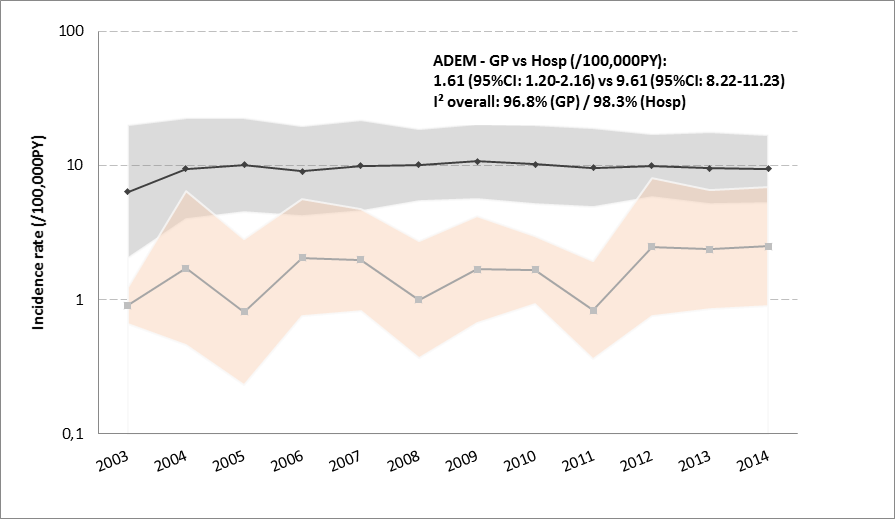 100
ADEM - GP vs Hosp (/100,000PY):
1.61 (95%CI: 1.20-2.16) vs 9.61 (95%CI: 8.22-11.23)
I² overall: 96.8% (GP) / 98.3% (Hosp)
10
Incidence rate (/100,000PY)
1
0,1
2003 2004 2005 2006 2007 2008 2009 2010 2011 2012 2013 2014